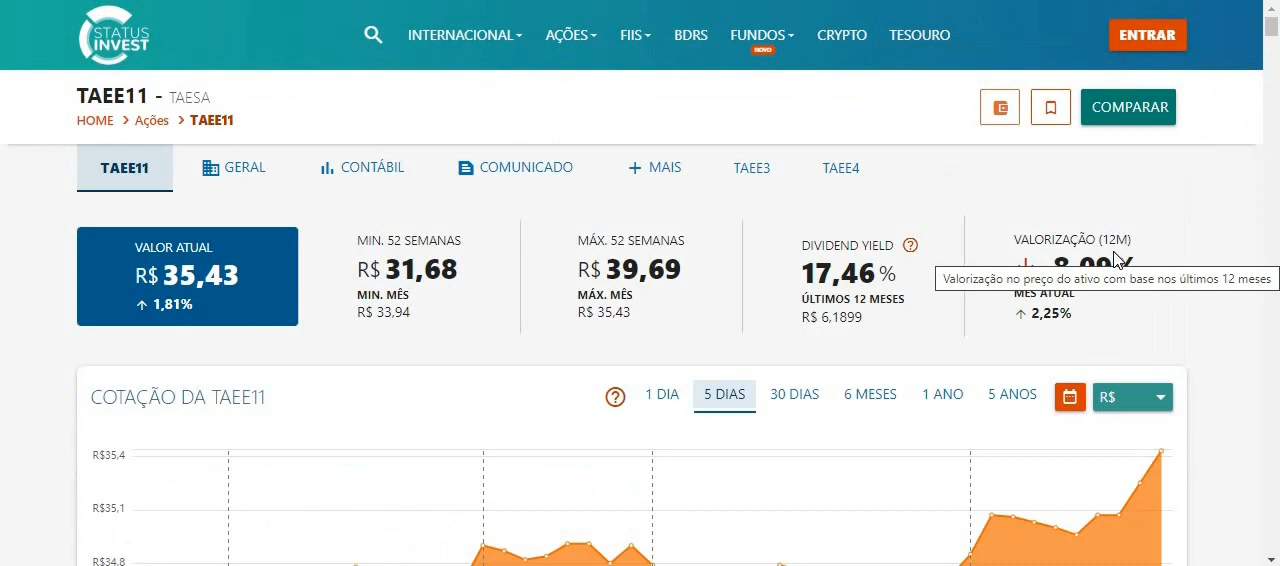 STATUS
INVEST
INTERNACIONAL
AÇÕES
FIIS
BDRS
FUNDOS
NOVO
CRYPTO
TESOURO
ENTRAR
TAEE11 - TAESA
HOME > Ações > TAEE11
COMPARAR
TAEE11
GERAL
CONTÁBIL
COMUNICADO
+ MAIS
TAEE3
TAEE4
VALOR ATUAL
R$ 35,43
↑ 1,81%
MIN. 52 SEMANAS
R$ 31,68
MIN. MÊS
R$ 33,94
MÁX. 52 SEMANAS
R$ 39,69
MÁX. MÊS
R$ 35,43
DIVIDEND YIELD ?
17,46 %
ÚLTIMOS 12 MESES
R$ 6,1899
VALORIZAÇÃO (12M)
Valorização no preço do ativo com base nos últimos 12 meses
MÊS ATUAL
↑ 2,25%
COTAÇÃO DA TAEE11
?
1 DIA
5 DIAS
30 DIAS
6 MESES
1 ANO
5 ANOS
R$
R$35,4
R$35,1
R$34,8